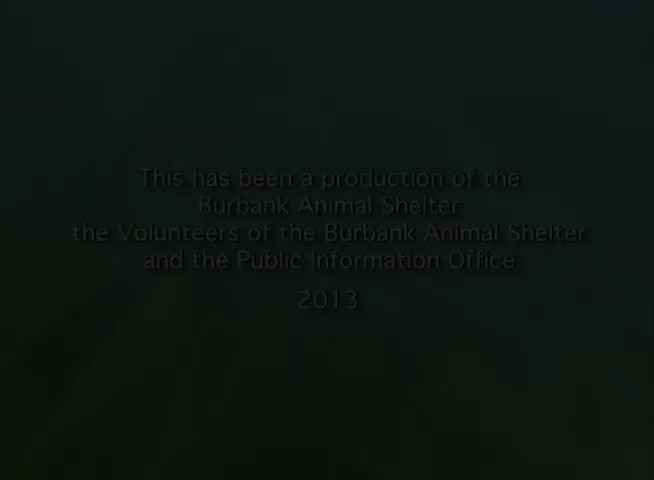 This has been a production of the
Burbank Animal Shelter
the Volunteers of the Burbank Animal Shelter
and the Public Information Office
2013